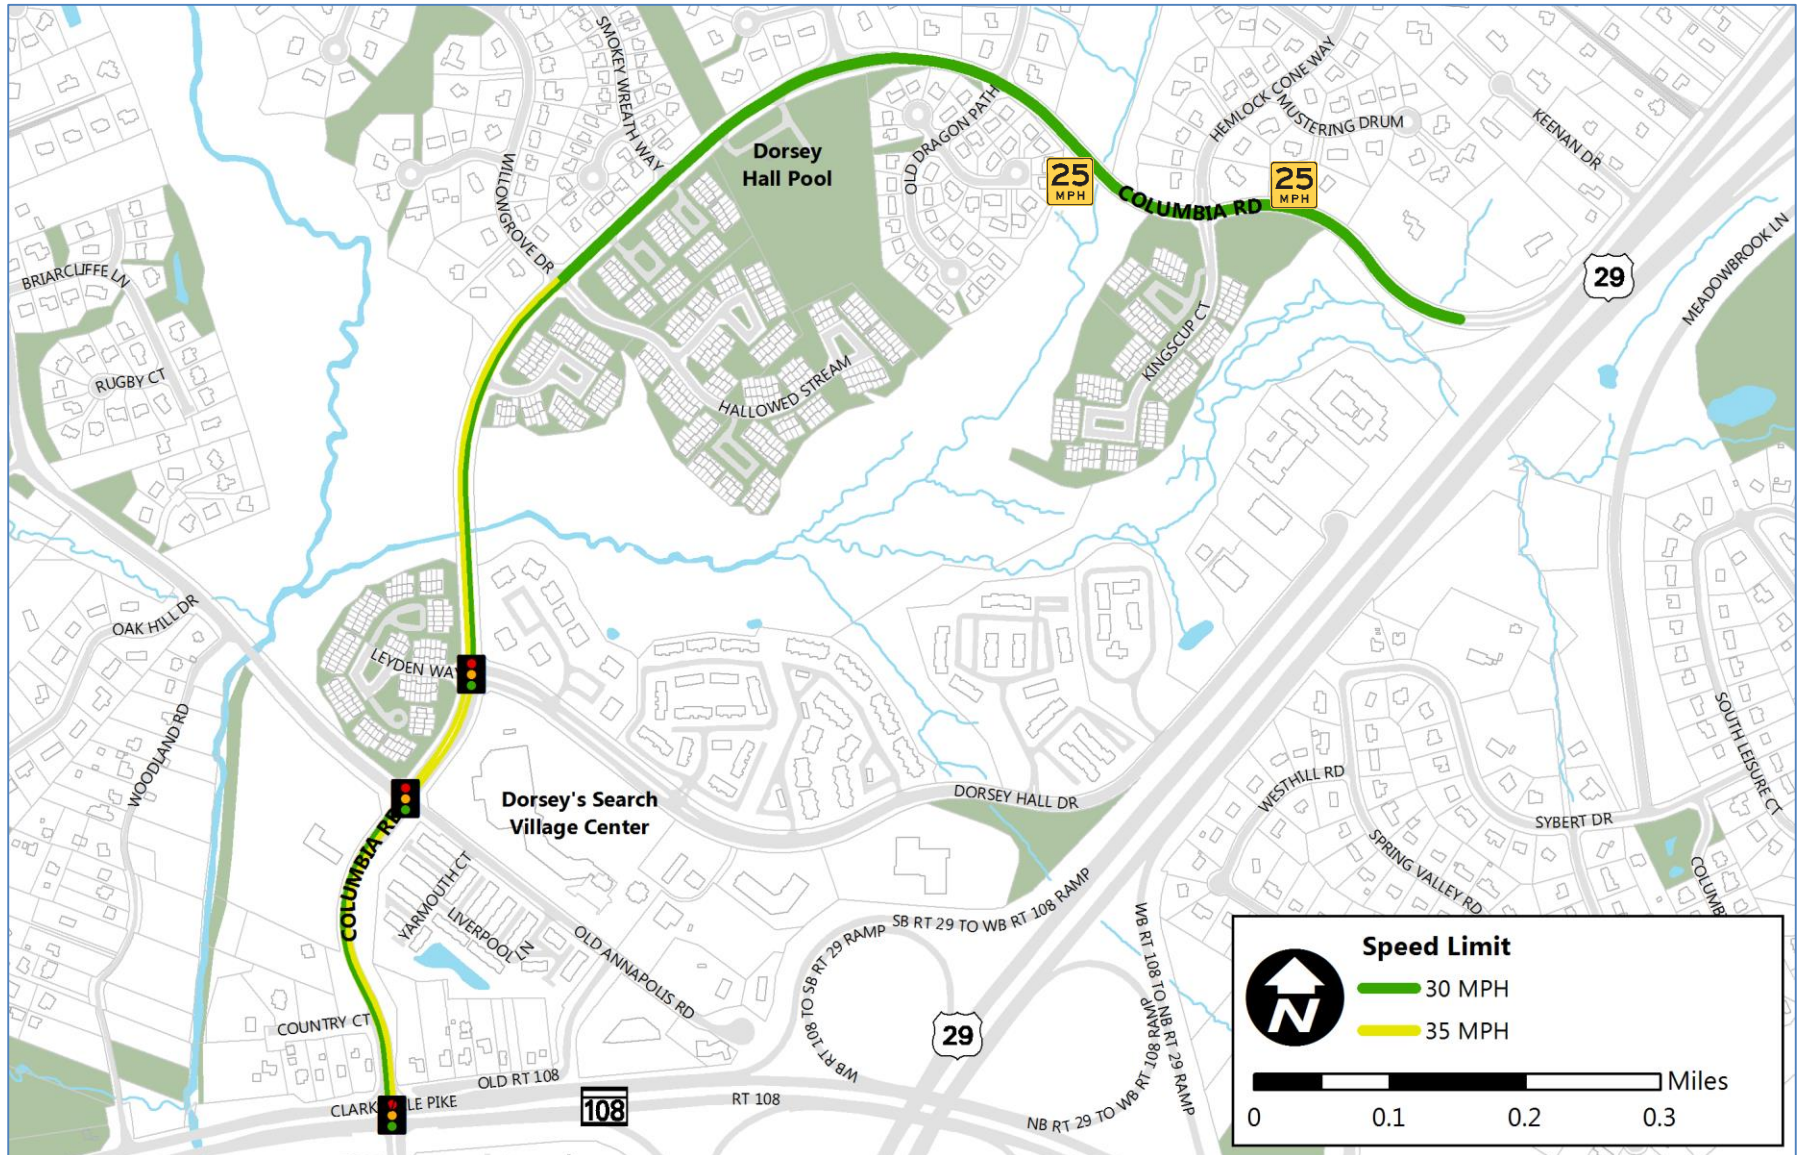 SMOKEY WREATH WAY
HEMLOCK CONE WAY
MUSTERING DRUM
KEENAN DR
OLD DRAGON PATH
Dorsey
Hall Pool
WILLOWGROVE DR
25
MPH
25
MPH
COLUMBIA RD
BRIARCLIFFE LN
29
MEADOWBROOK LN
KINGSCUP CT
RUGBY CT
HALLOWED STREAM
OAK HILL DR
LEYDEN WAY
WOODLAND RD
SOUTH LEISURE CT
WESTHILL RD
DORSEY HALL DR
Dorsey's Search
Village Center
SYBERT DR
COLUMBIA RD
SPRING VALLEY RD
COLUMB
YARMOUTH CT
LIVERPOOL LN
OLD ANNAPOLIS RD
SB RT 29 TO WB RT 108 RAMP
WB RT 108 TO SB RT 29 RAMP
WB RT 108 TO NB RT 29 RAMP
NB RT 29 TO WB RT 108 RAMP
29
COUNTRY CT
OLD RT 108
CLARK LE PIKE
108
RT 108
Speed Limit
N
30 MPH
35 MPH
Miles
0 0.1 0.2 0.3